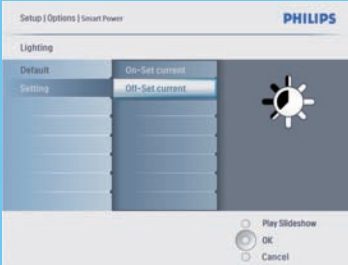 Setup | Options | Smart Power
PHILIPS
Lighting
Default
On-Set current
Setting
Off-Set current
Play Slideshow
OK
Cancel